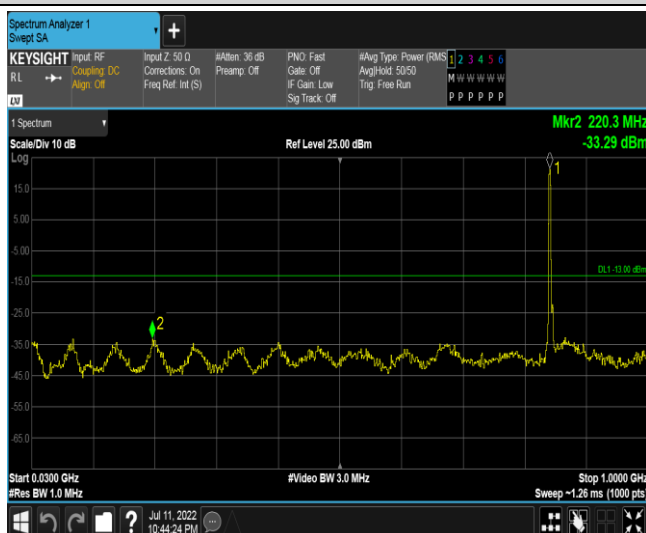 Spectrum Analyzer 1
Swept SA
+
KEYSIGHT
RL
LXI
Input: RF
Coupling: DC
Align: Off
Input Z: 50 Ω
Corrections: On
Freq Ref: Int (S)
#Atten: 36 dB
Preamp: Off
PNO: Fast
Gate: Off
IF Gain: Low
Sig Track: Off
#Avg Type: Power (RMS
Avg|Hold: 50/50
Trig: Free Run
1 2 3 4 5 6
M W W W W W
P P P P P P
1 Spectrum
Mkr2 220.3 MHz
Scale/Div 10 dB
Ref Level 25.00 dBm
-33.29 dBm
Log
1
15.0
5.00
-5.00
DL1 -13.00 dBm
-15.0
-25.0
2
-35.0
-45.0
-55.0
-65.0
Start 0.0300 GHz
#Video BW 3.0 MHz
Stop 1.0000 GHz
#Res BW 1.0 MHz
Sweep ~1.26 ms (1000 pts)
?
Jul 11, 2022
10:44:24 PM